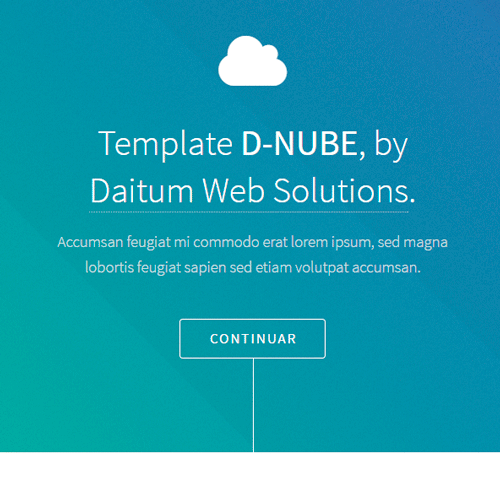 Template D-NUBE, by
Daitum Web Solutions.
Accumsan feugiat mi commodo erat lorem ipsum, sed magna
lobortis feugiat sapien sed etiam volutpat accumsan.
CONTINUAR